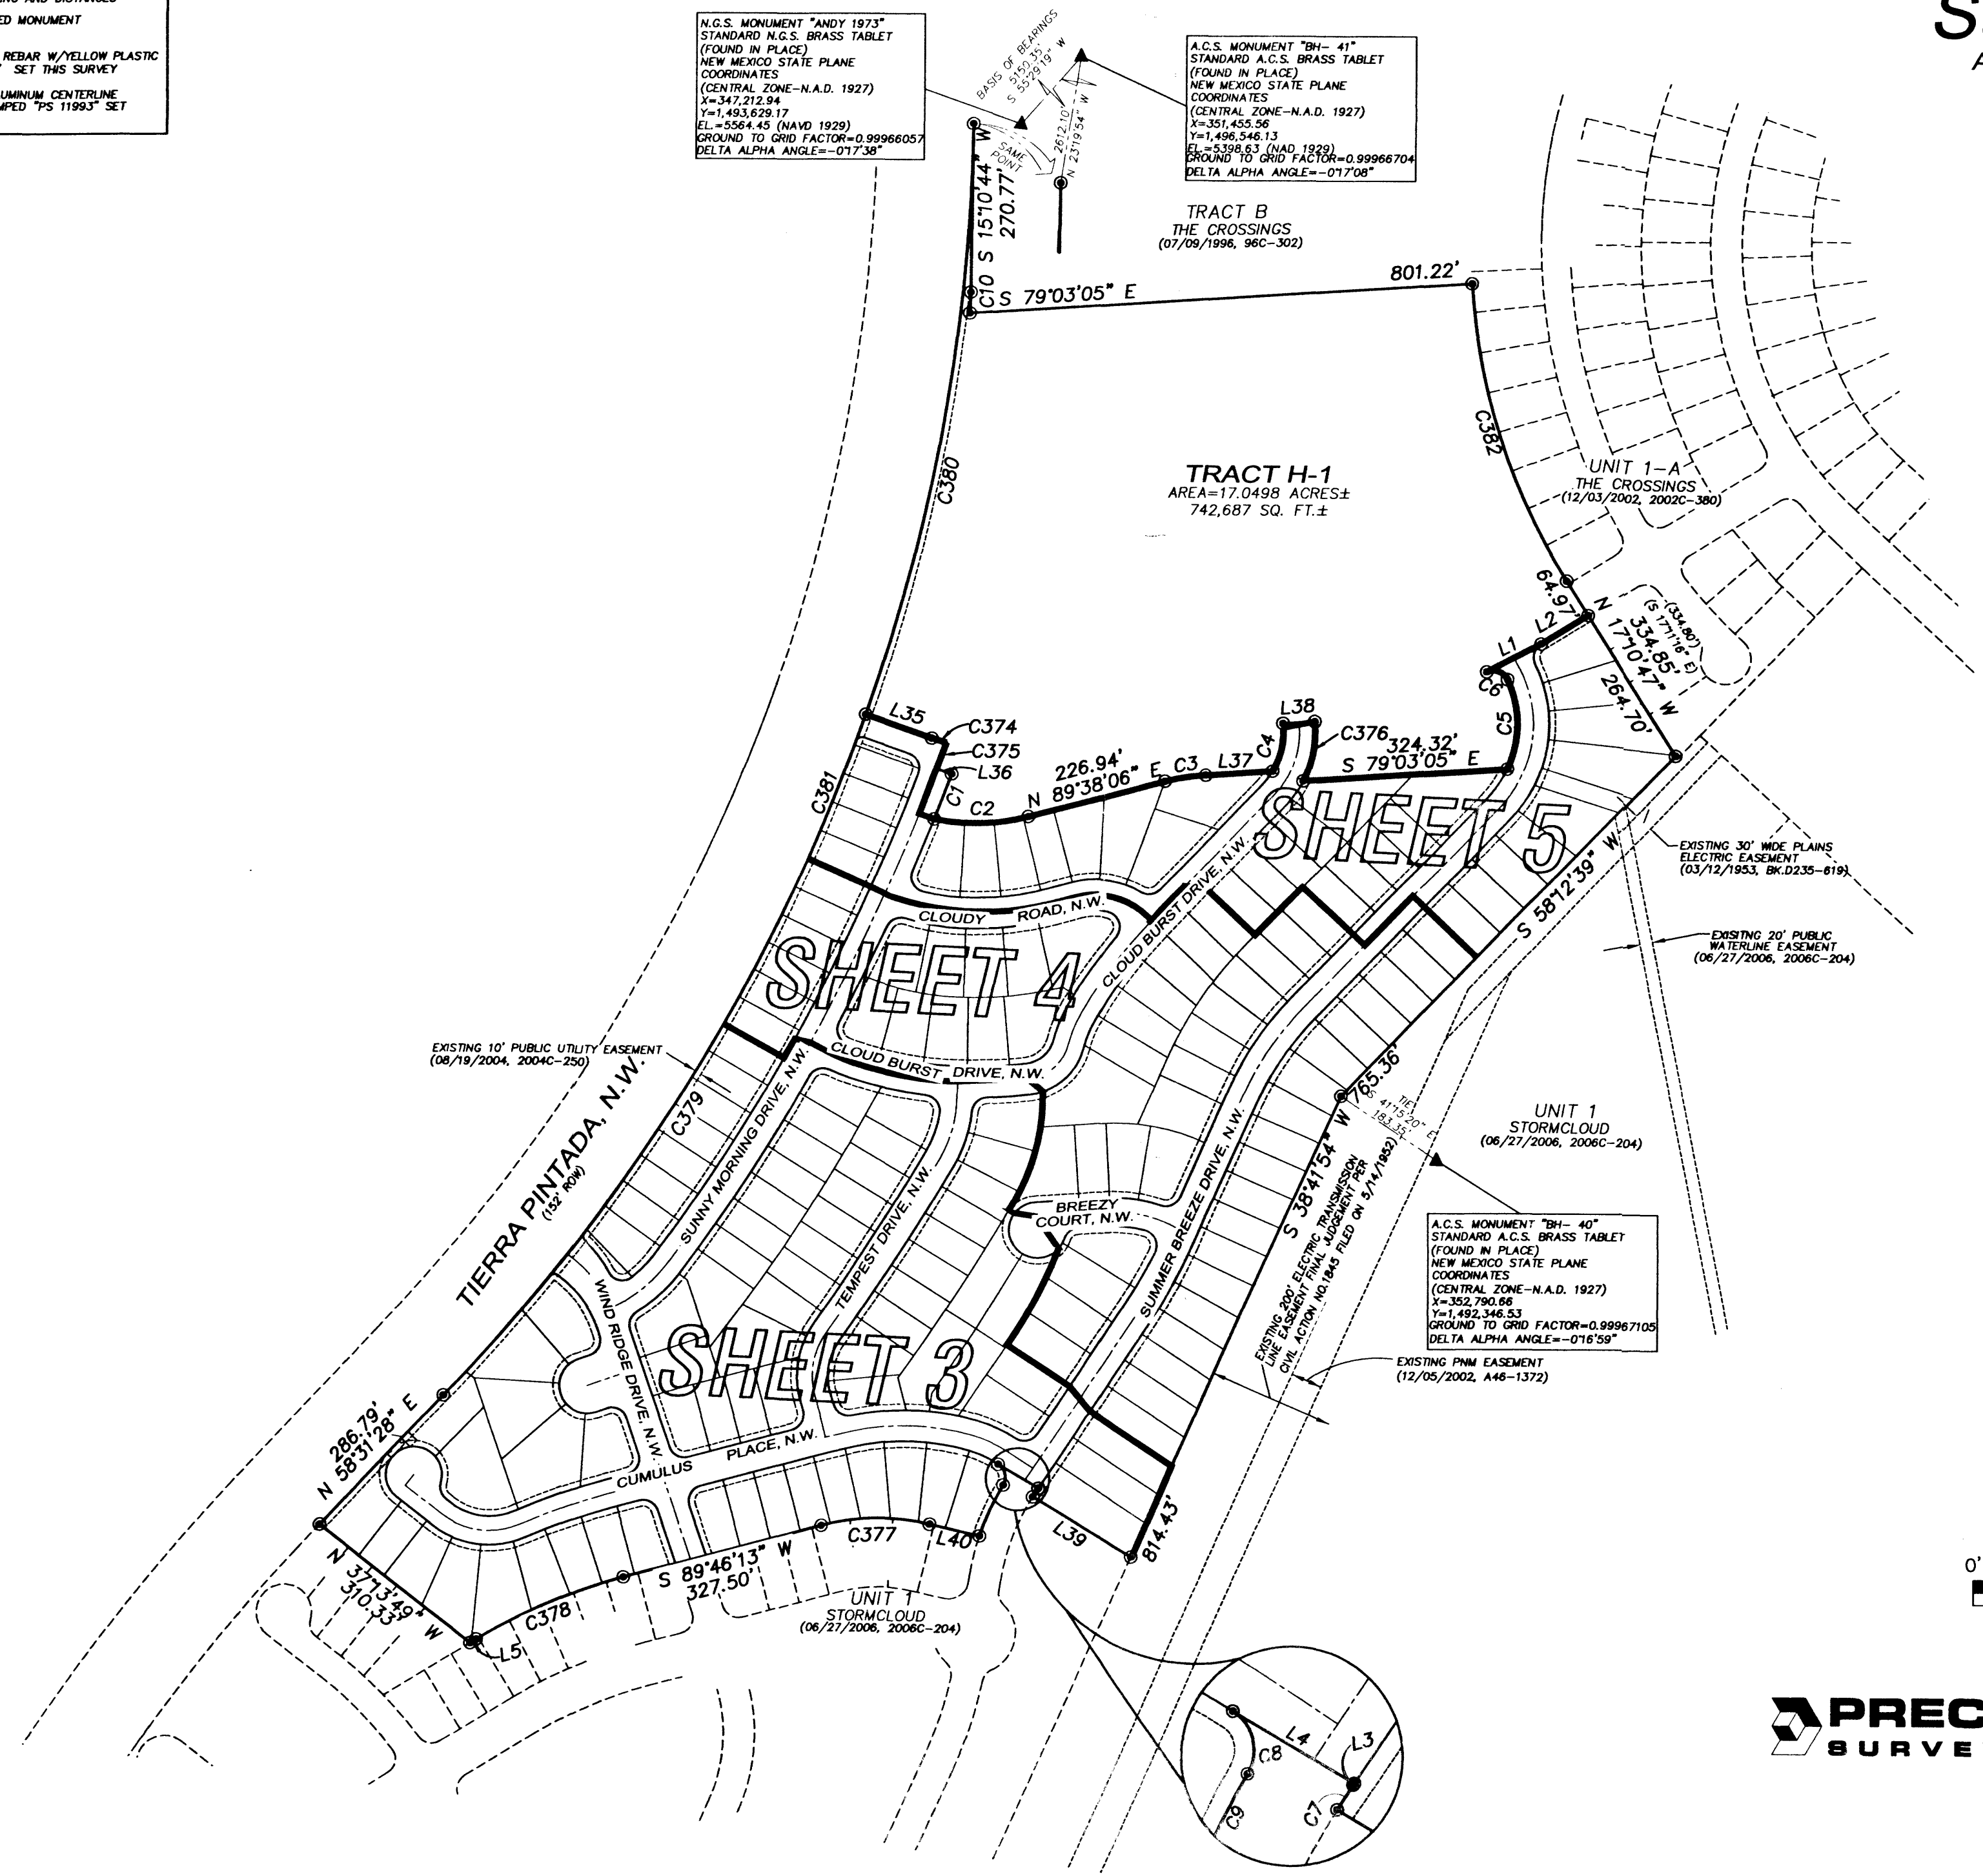 ED MONUMENT
REBAR W/YELLOW PLASTIC
SET THIS SURVEY
UMINUM CENTERLINE
MPED "PS 11993" SET
N.G.S. MONUMENT "ANDY 1973"
STANDARD N.G.S. BRASS TABLET
(FOUND IN PLACE)
NEW MEXICO STATE PLANE
COORDINATES
(CENTRAL ZONE-N.A.D. 1927)
X=347,212.94
Y=1,493,629.17
EL.=5564.45 (NAVD 1929)
GROUND TO GRID FACTOR=0.99966057
DELTA ALPHA ANGLE=-0°17'38"
BASIS OF BEARINGS
5150.35'
S 55°29'19" W
2612.10'
N 23°19'54" W
SAME
POINT
A.C.S. MONUMENT "BH- 41"
STANDARD A.C.S. BRASS TABLET
(FOUND IN PLACE)
NEW MEXICO STATE PLANE
COORDINATES
(CENTRAL ZONE-N.A.D. 1927)
X=351,455.56
Y=1,496,546.13
EL.=5398.63 (NAD 1929)
GROUND TO GRID FACTOR=0.99966704
DELTA ALPHA ANGLE=-0°17'08"
S 15°10'44" W
270.77'
C10
TRACT B
THE CROSSINGS
(07/09/1996, 96C-302)
S 79°03'05" E
801.22'
C380
C382
TRACT H-1
AREA=17.0498 ACRES±
742,687 SQ. FT.±
UNIT 1-A
THE CROSSINGS
(12/03/2002, 2002C-380)
64.97'
N 17°10'47" W
334.85'
(S 17°11'16" E)
(334.80')
264.70'
L1
L2
C6
C5
L35
C374
C375
L36
C1
C2
226.94'
N 89°38'06" E
C3
L37
C4
L38
C376
324.32'
S 79°03'05" E
C381
SHEET 5
EXISTING 30' WIDE PLAINS
ELECTRIC EASEMENT
(03/12/1953, BK.D235-619)
S 58°12'39" W
EXISITNG 20' PUBLIC
WATERLINE EASEMENT
(06/27/2006, 2006C-204)
CLOUDY ROAD, N.W.
CLOUD BURST DRIVE, N.W.
SHEET 4
CLOUD BURST DRIVE, N.W.
CLOUD BURST DRIVE, N.W.
EXISTING 10' PUBLIC UTILITY EASEMENT
(08/19/2004, 2004C-250)
TIERRA PINTADA, N.W.
(152' ROW)
C379
SUNNY MORNING DRIVE, N.W.
765.36'
TIE
S 41°15'20" E
183.35'
UNIT 1
STORMCLOUD
(06/27/2006, 2006C-204)
TEMPEST DRIVE, N.W.
BREEZY
COURT, N.W.
SUMMER BREEZE DRIVE, N.W.
S 38°41'54" W
EXISTING 200' ELECTRIC TRANSMISSION
LINE EASEMENT FINAL JUDGEMENT PER
CIVIL ACTION NO.1845 FILED ON 5/14/1952)
A.C.S. MONUMENT "BH- 40"
STANDARD A.C.S. BRASS TABLET
(FOUND IN PLACE)
NEW MEXICO STATE PLANE
COORDINATES
(CENTRAL ZONE-N.A.D. 1927)
X=352,790.66
Y=1,492,346.53
GROUND TO GRID FACTOR=0.99967105
DELTA ALPHA ANGLE=-0°16'59"
EXISTING PNM EASEMENT
(12/05/2002, A46-1372)
WIND RIDGE DRIVE, N.W.
SHEET 3
286.79'
N 58°31'28" E
CUMULUS PLACE, N.W.
N 37°13'49" W
310.33'
L5
C378
S 89°46'13" W
327.50'
C377
L40
L39
814.43'
UNIT 1
STORMCLOUD
(06/27/2006, 2006C-204)
L4
L3
C8
C9
C7
0'
PREC
SURVE